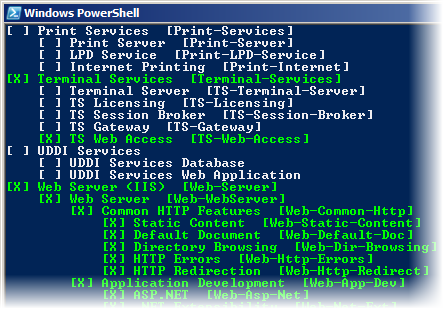 Windows PowerShell
[ ] Print Services [Print-Services]
[ ] Print Server [Print-Server]
[ ] LPD Service [Print-LPD-Service]
[ ] Internet Printing [Print-Internet]
[X] Terminal Services [Terminal-Services]
[ ] Terminal Server [TS-Terminal-Server]
[ ] TS Licensing [TS-Licensing]
[ ] TS Session Broker [TS-Session-Broker]
[ ] TS Gateway [TS-Gateway]
[X] TS Web Access [TS-Web-Access]
[ ] UDDI Services
[ ] UDDI Services Database
[ ] UDDI Services Web Application
[X] Web Server (IIS) [Web-Server]
[X] Web Server [Web-WebServer]
[X] Common HTTP Features [Web-Common-Http]
[X] Static Content [Web-Static-Content]
[X] Default Document [Web-Default-Doc]
[X] Directory Browsing [Web-Dir-Browsing]
[X] HTTP Errors [Web-Http-Errors]
[X] HTTP Redirection [Web-Http-Redirect]
[X] Application Development [Web-App-Dev]
[X] ASP.NET [Web-Asp-Net]